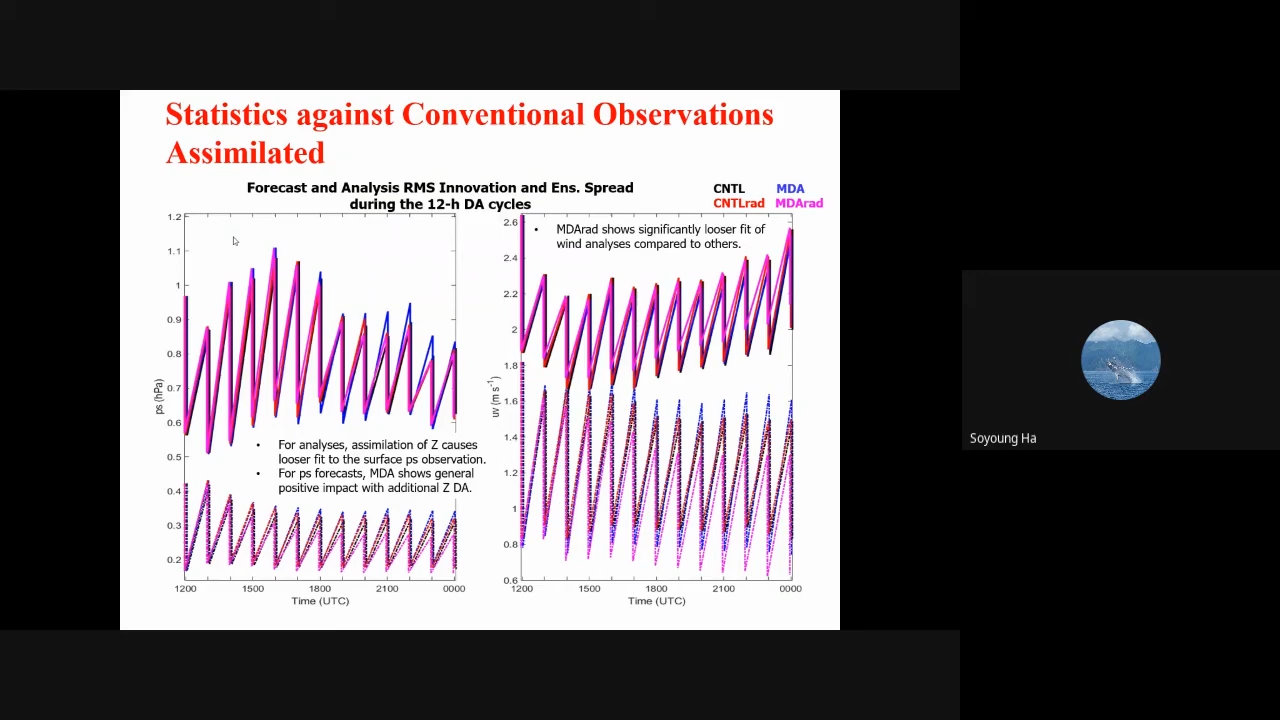 Statistics against Conventional Observations
Assimilated
Forecast and Analysis RMS Innovation and Ens. Spread
during the 12-h DA cycles
CNTL MDA
CNTLrad MDArad
1.2
1.1
1
0.9
0.8
0.7
0.6
0.5
0.4
0.3
0.2
ps (hPa)
• For analyses, assimilation of Z causes
looser fit to the surface ps observation.
• For ps forecasts, MDA shows general
positive impact with additional Z DA.
1200 1500 1800 2100 0000
Time (UTC)
2.6
2.4
2.2
2
1.8
1.6
1.4
1.2
1
0.8
0.6
uv (m s-1)
• MDArad shows significantly looser fit of
wind analyses compared to others.
1200 1500 1800 2100 0000
Time (UTC)
Soyoung Ha